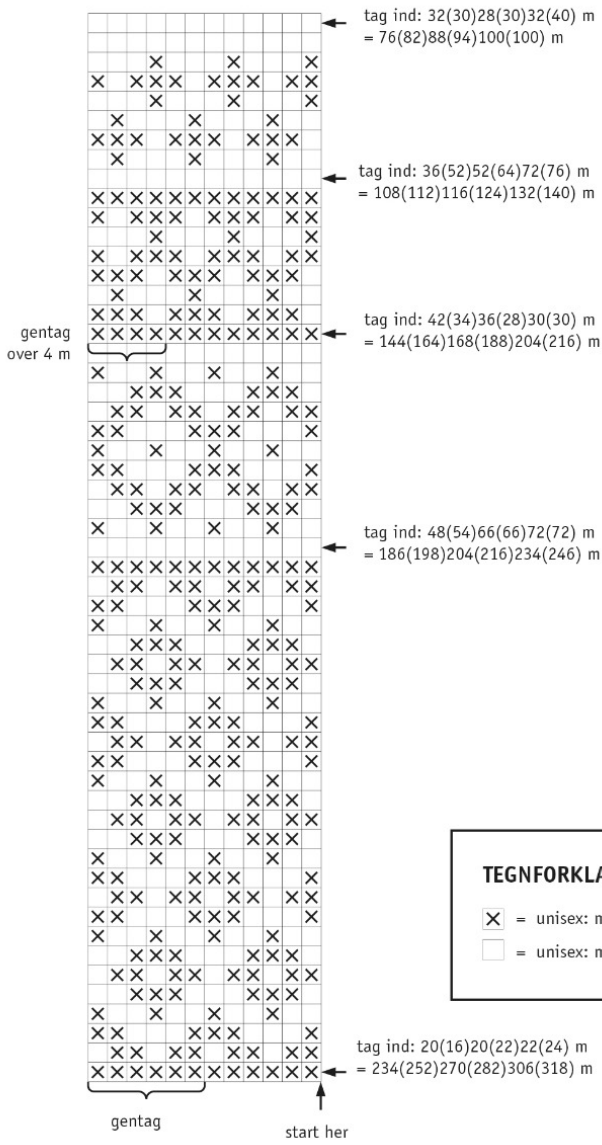 tag ind: 32(30)28(30)32(40) m
= 76(82)88(94)100(100) m
tag ind: 36(52)52(64)72(76) m
= 108(112)116(124)132(140) m
gentag
over 4 m
tag ind: 42(34)36(28)30(30) m
= 144(164)168(188)204(216) m
tag ind: 48(54)66(66)72(72) m
= 186(198)204(216)234(246) m
TEGNFORKLA
= unisex: m
= unisex: m
tag ind: 20(16)20(22)22(24) m
= 234(252)270(282)306(318) m
gentag
start her